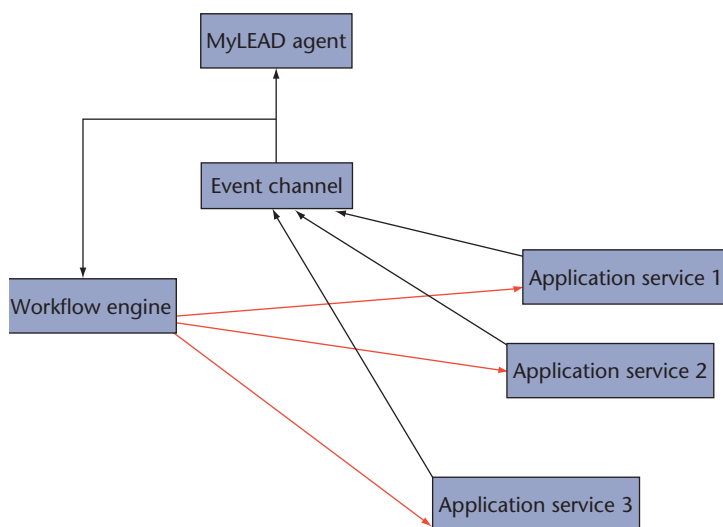 MyLEAD agent
Event channel
Application service 1
Workflow engine
Application service 2
Application service 3